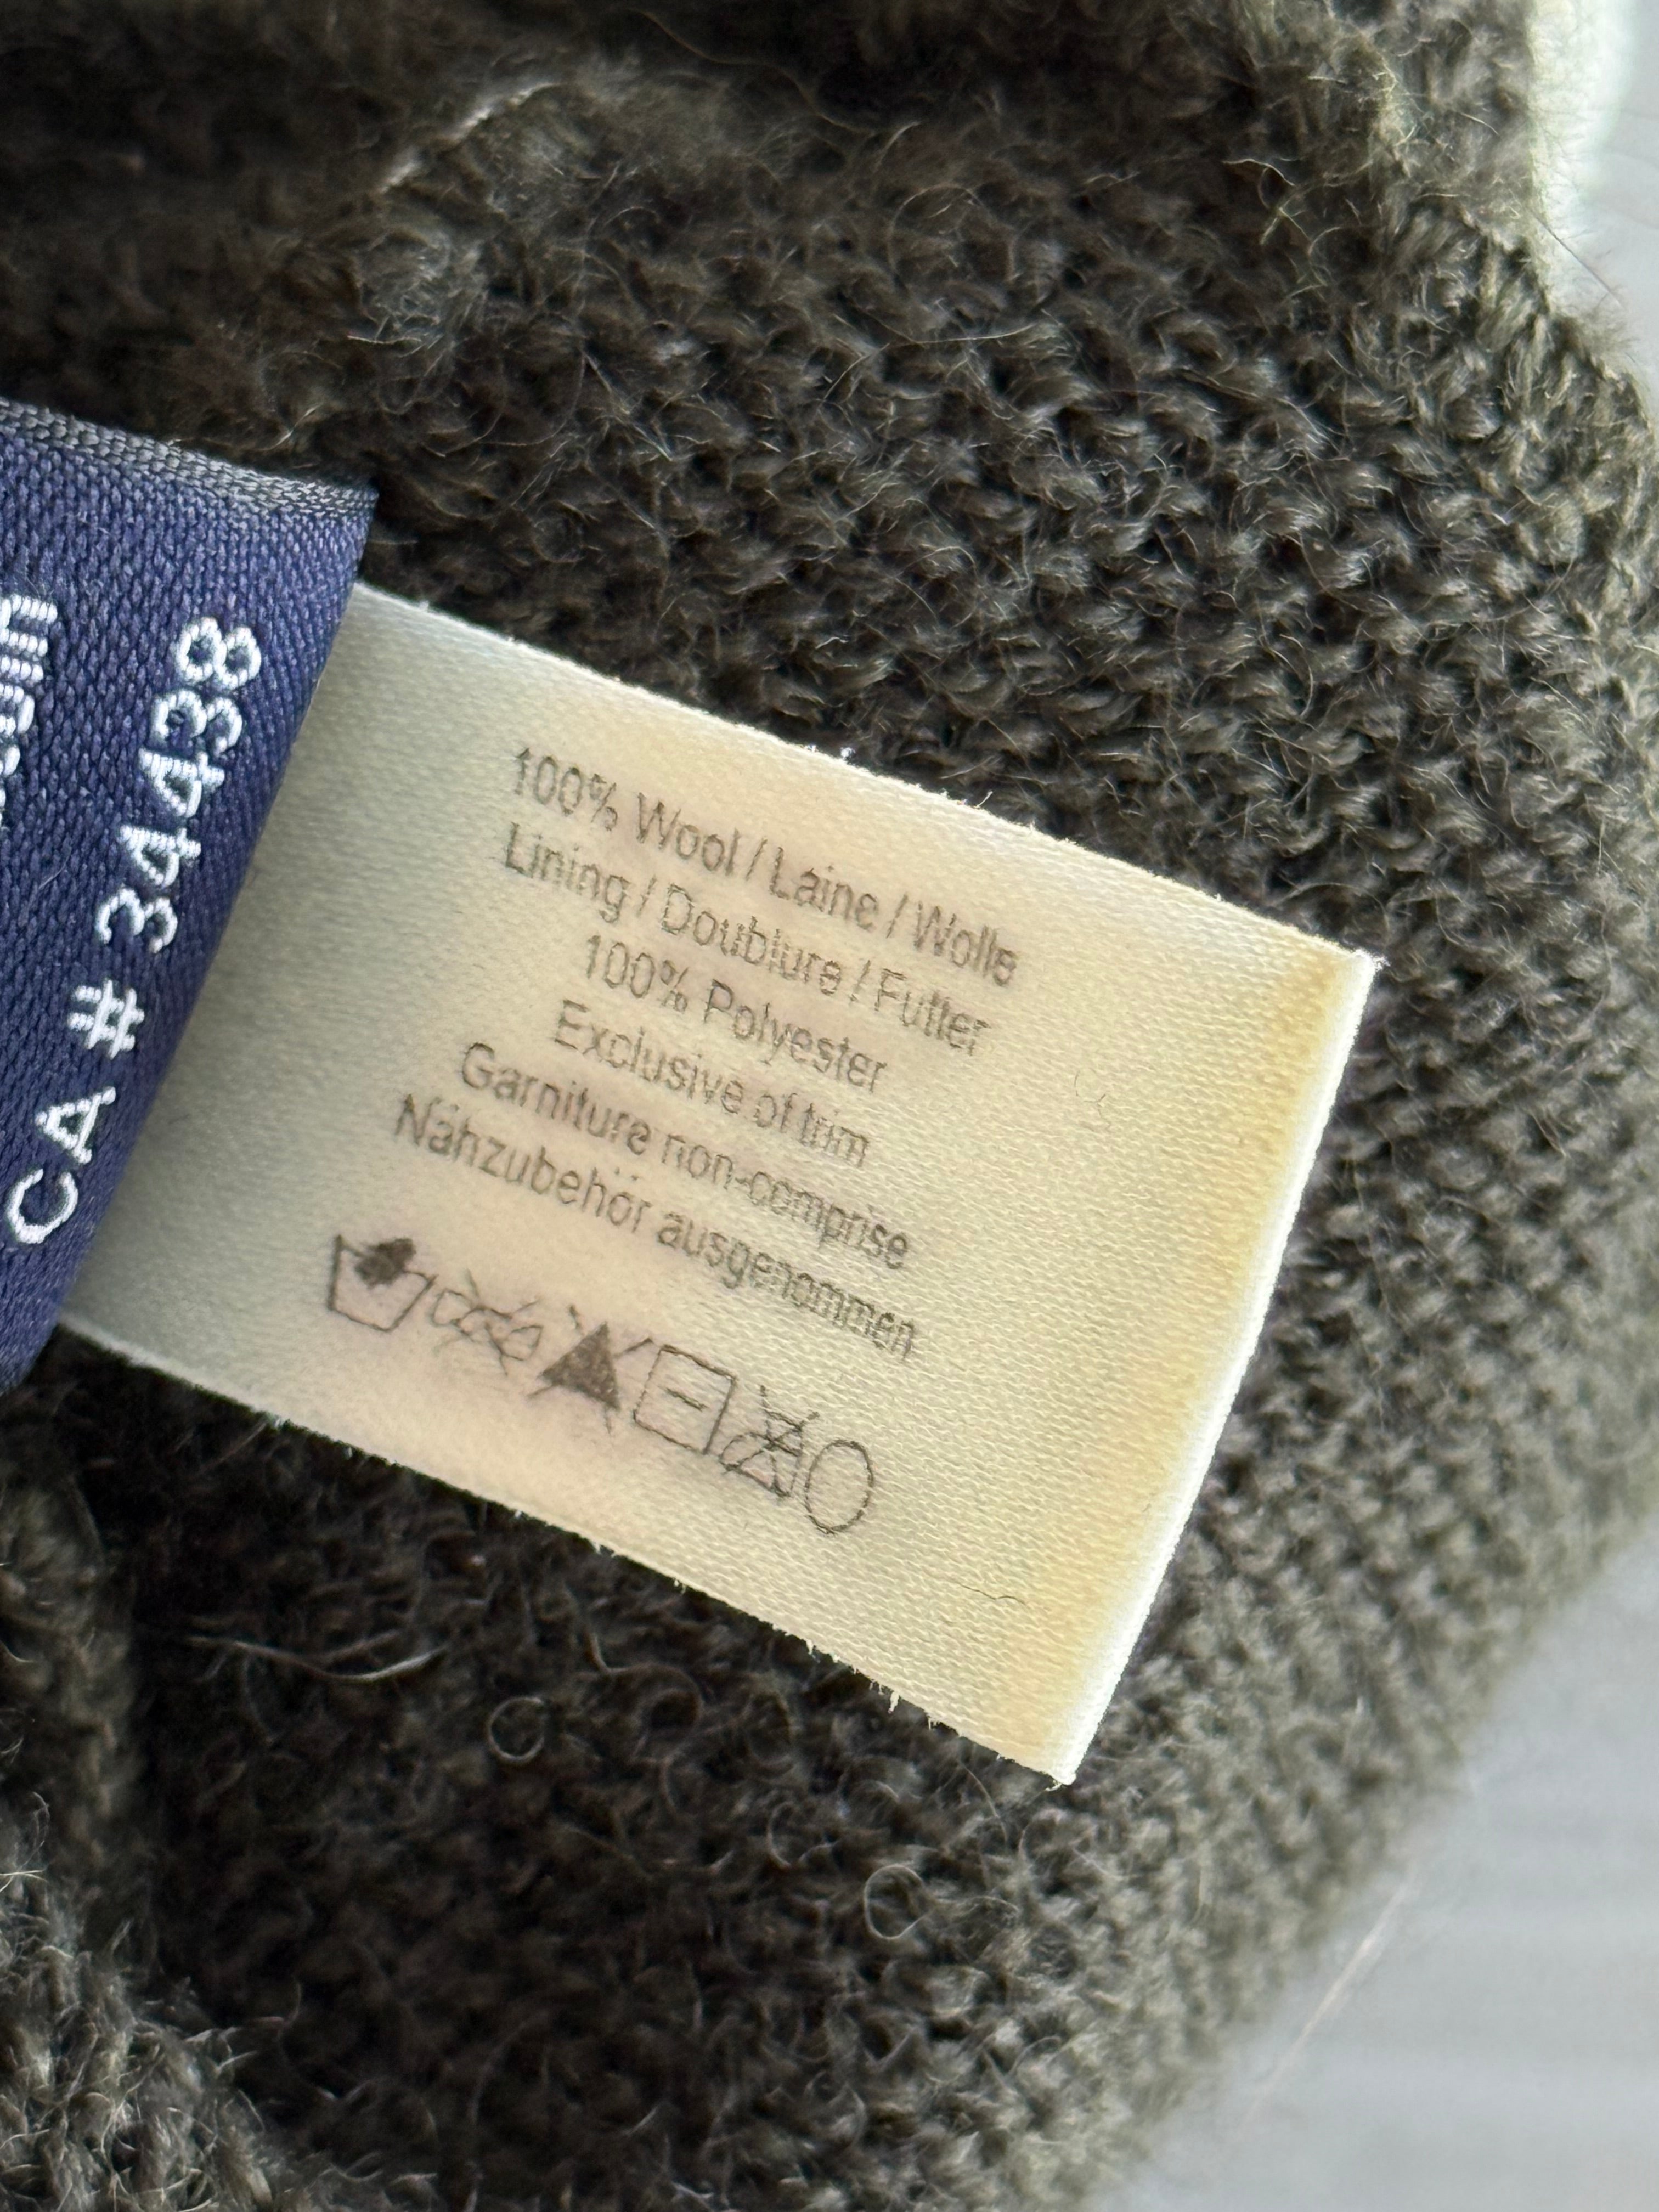 CA # 34438
100% Wool / Laine / Wolle
Lining / Doublure / Futter
100% Polyester
Exclusive of trim
Garniture non-comprise
Nähzubehör ausgenommen